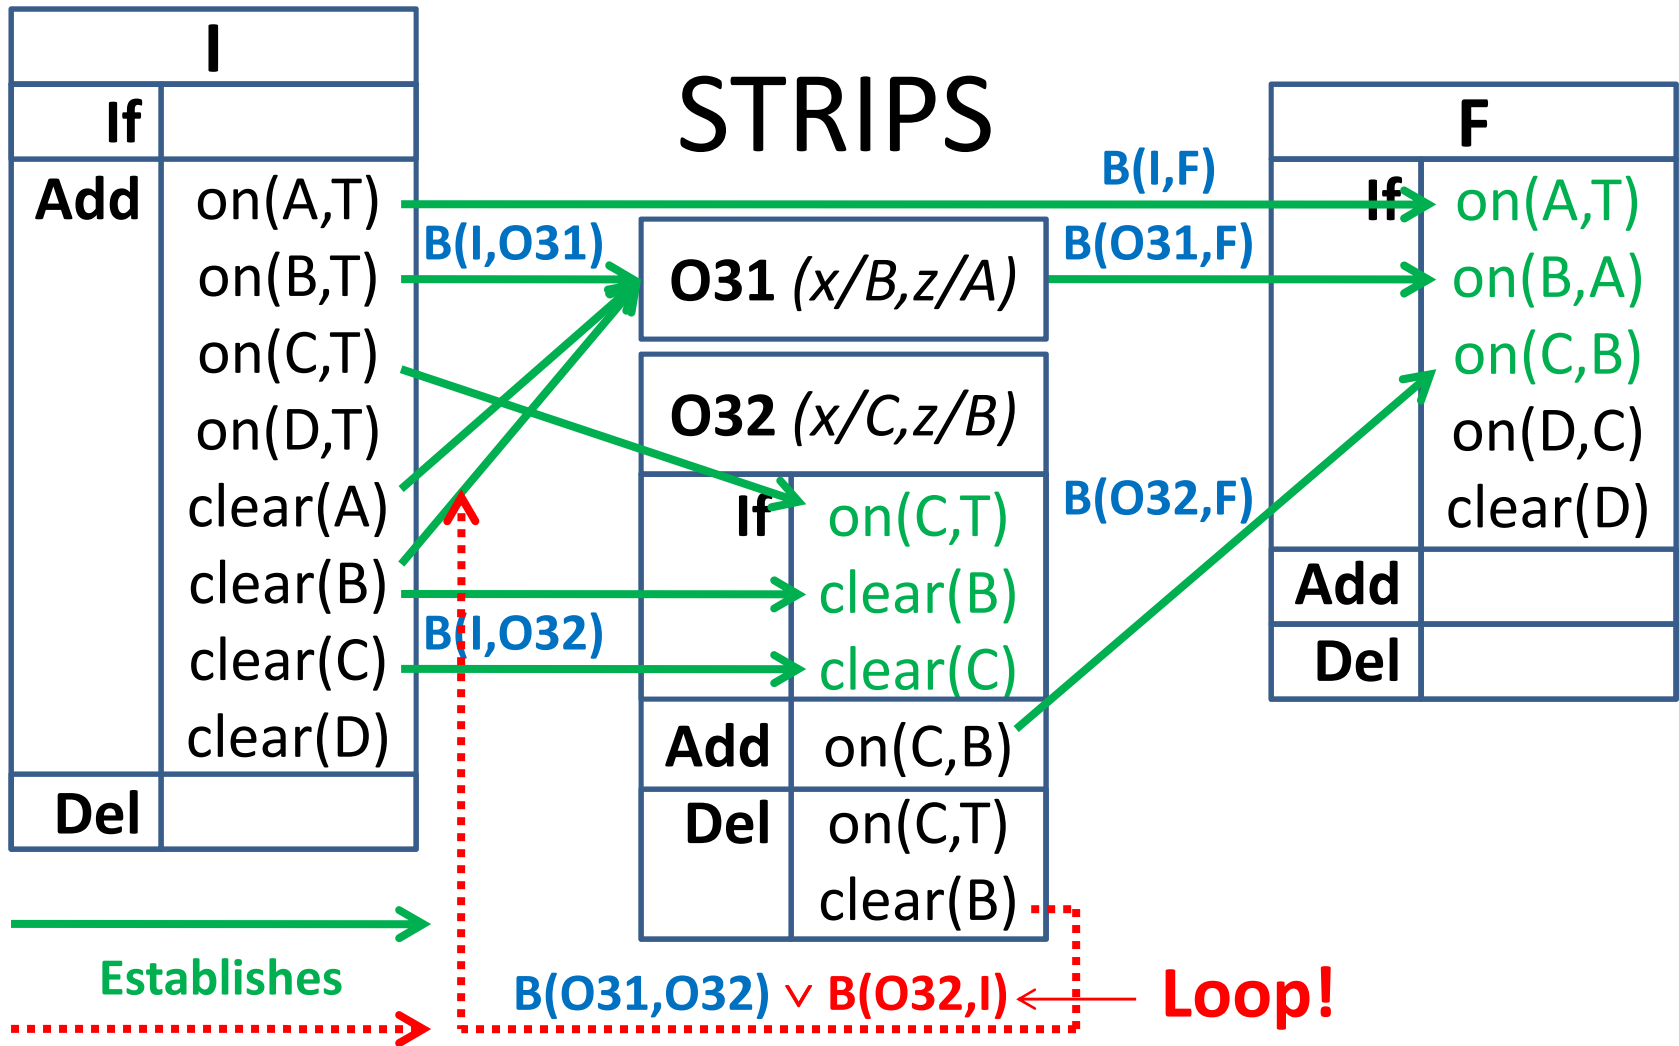 I
If
Add
on(A,T)
on(B,T)
on(C,T)
on(D,T)
clear(A)
clear(B)
clear(C)
clear(D)
Del
STRIPS
B(I,F)
B(I,O31)
B(O31,F)
O31 (x/B,z/A)
O32 (x/C,z/B)
If
on(C,T)
clear(B)
clear(C)
B(I,O32)
B(O32,F)
Add
on(C,B)
Del
on(C,T)
clear(B)
F
If
on(A,T)
on(B,A)
on(C,B)
on(D,C)
clear(D)
Add
Del
Establishes
B(O31,O32) ∨ B(O32,I)
Loop!